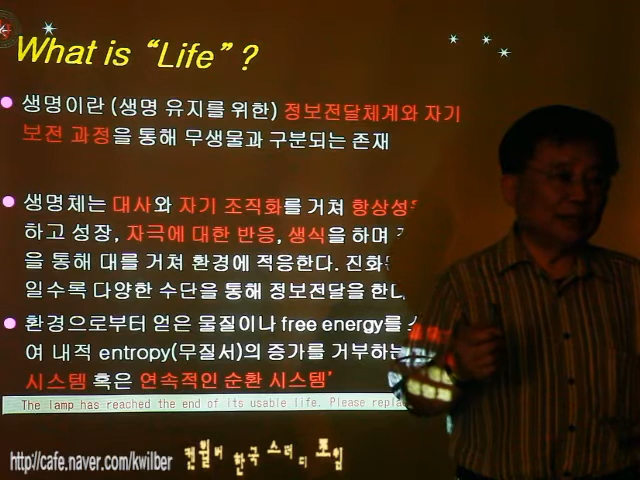 What is “Life” ?
생명이란 (생명 유지를 위한) 정보전달체계와 자기
보전 과정을 통해 무생물과 구분되는 존재
생명체는 대사와 자기 조직화를 거쳐 항상성
하고 성장, 자극에 대한 반응, 생식을 하며
을 통해 대를 거쳐 환경에 적응한다. 진화
일수록 다양한 수단을 통해 정보전달을 한
환경으로부터 얻은 물질이나 free energy를
여 내적 entropy(무질서)의 증가를 거부하는
시스템 혹은 연속적인 순환 시스템’
The lamp has reached the end of its usable life. Please replac
http://cafe.naver.com/kwilber 켄윌버 한국 스터디 모임